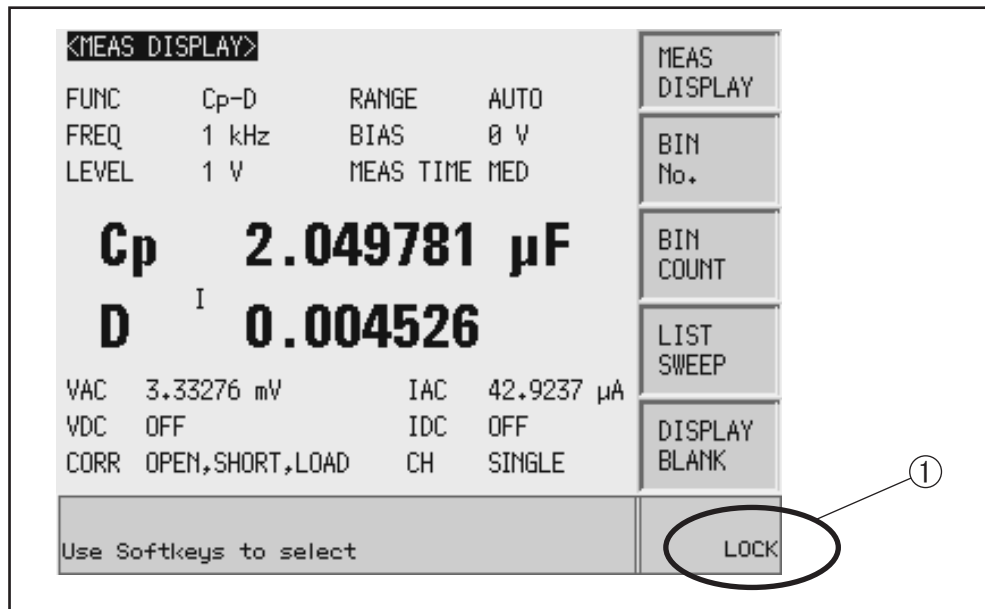 <MEAS DISPLAY>
FUNC Cp-D RANGE AUTO
FREQ 1 kHz BIAS 0 V
LEVEL 1 V MEAS TIME MED
Cp 2.049781 μF
D I 0.004526
VAC 3.33276 mV IAC 42.9237 μA
VDC OFF IDC OFF
CORR OPEN,SHORT,LOAD CH SINGLE
MEAS
DISPLAY
BIN
No.
BIN
COUNT
LIST
SWEEP
DISPLAY
BLANK
Use Softkeys to select
LOCK
①